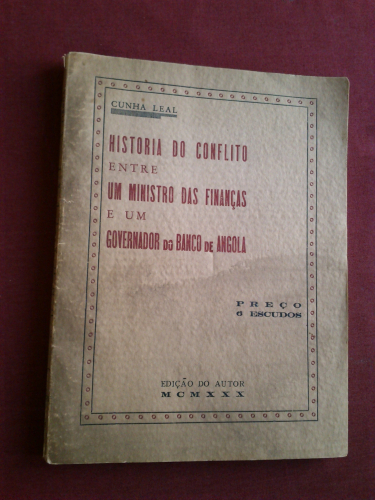 CUNHA LEAL
HISTORIA DO CONFLITO
ENTRE
UM MINISTRO DAS FINANÇAS
E UM
GOVERNADOR DO BANCO DE ANGOLA
PREÇO
6 ESCUDOS
EDIÇÃO DO AUTOR
MCMXXX